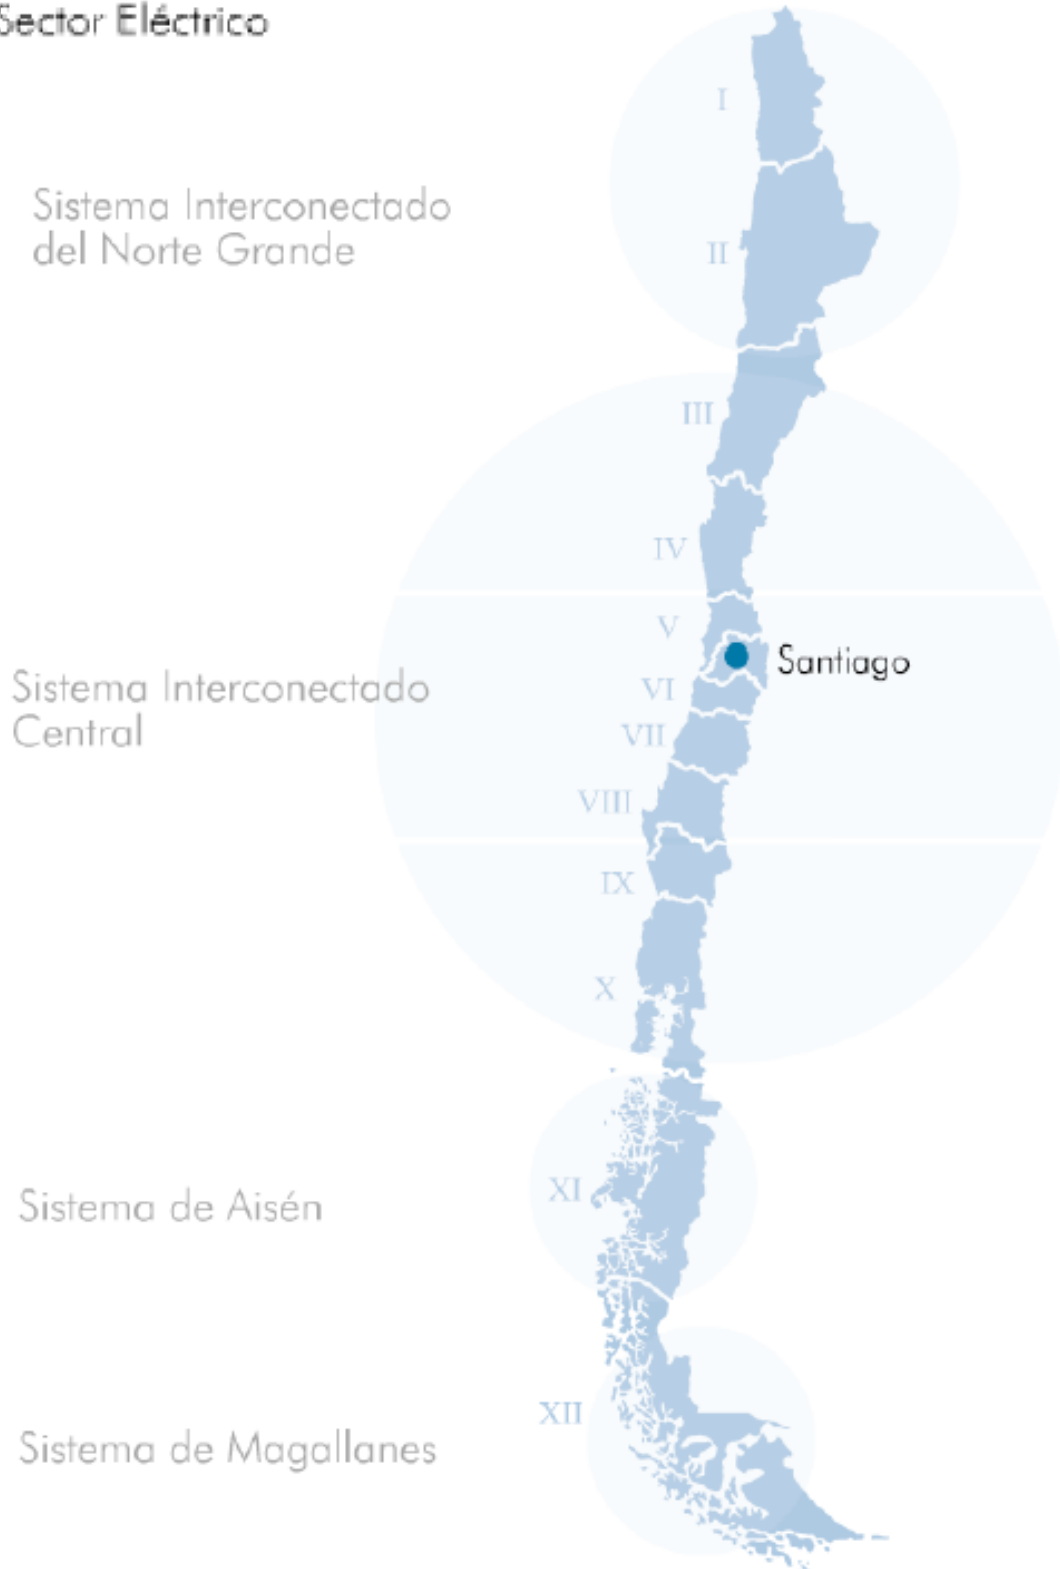 Sector Eléctrico
I
Sistema Interconectado
del Norte Grande
II
III
IV
V
Santiago
Sistema Interconectado
Central
VI
VII
VIII
IX
X
XI
Sistema de Aisén
XII
Sistema de Magallanes